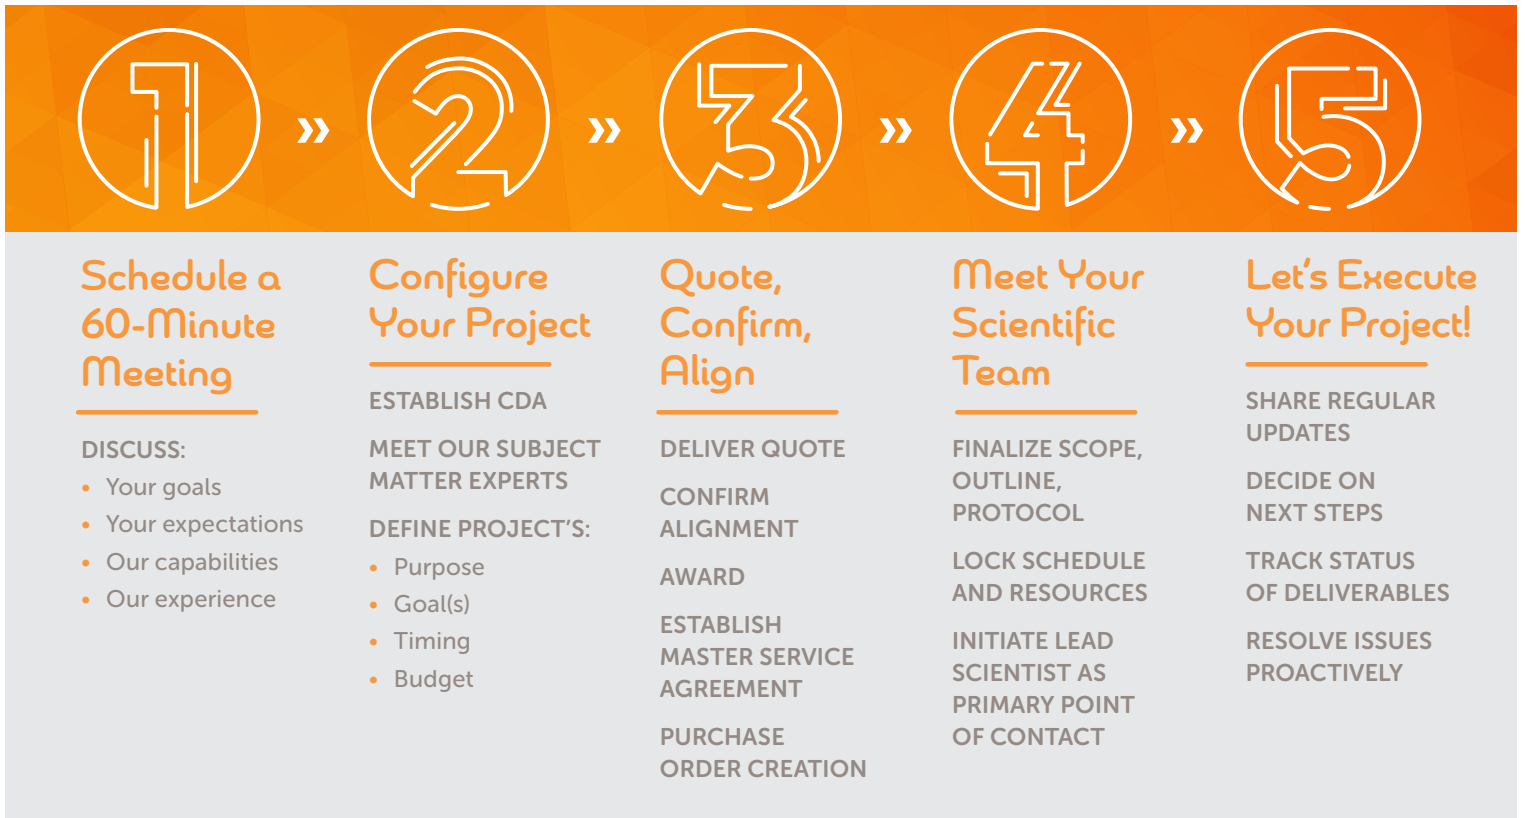 1 » 2 » 3 » 4 » 5
Schedule a
60-Minute
Meeting
DISCUSS:
• Your goals
• Your expectations
• Our capabilities
• Our experience
Configure
Your Project
ESTABLISH CDA
MEET OUR SUBJECT
MATTER EXPERTS
DEFINE PROJECT'S:
• Purpose
• Goal(s)
• Timing
• Budget
Quote,
Confirm,
Align
DELIVER QUOTE
CONFIRM
ALIGNMENT
AWARD
ESTABLISH
MASTER SERVICE
AGREEMENT
PURCHASE
ORDER CREATION
Meet Your
Scientific
Team
FINALIZE SCOPE,
OUTLINE,
PROTOCOL
LOCK SCHEDULE
AND RESOURCES
INITIATE LEAD
SCIENTIST AS
PRIMARY POINT
OF CONTACT
Let's Execute
Your Project!
SHARE REGULAR
UPDATES
DECIDE ON
NEXT STEPS
TRACK STATUS
OF DELIVERABLES
RESOLVE ISSUES
PROACTIVELY